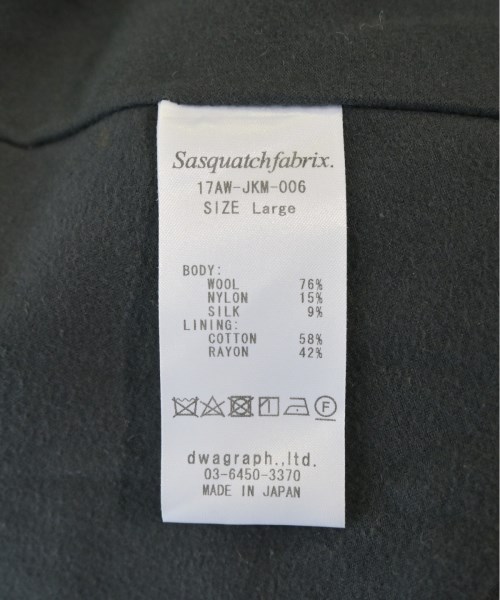 Sasquatchfabrix.
17AW-JKM-006
SIZE Large
BODY:
WOOL 76%
NYLON 15%
SILK 9%
LINING:
COTTON 58%
RAYON 42%
F
dwagraph.,ltd.
03-6450-3370
MADE IN JAPAN